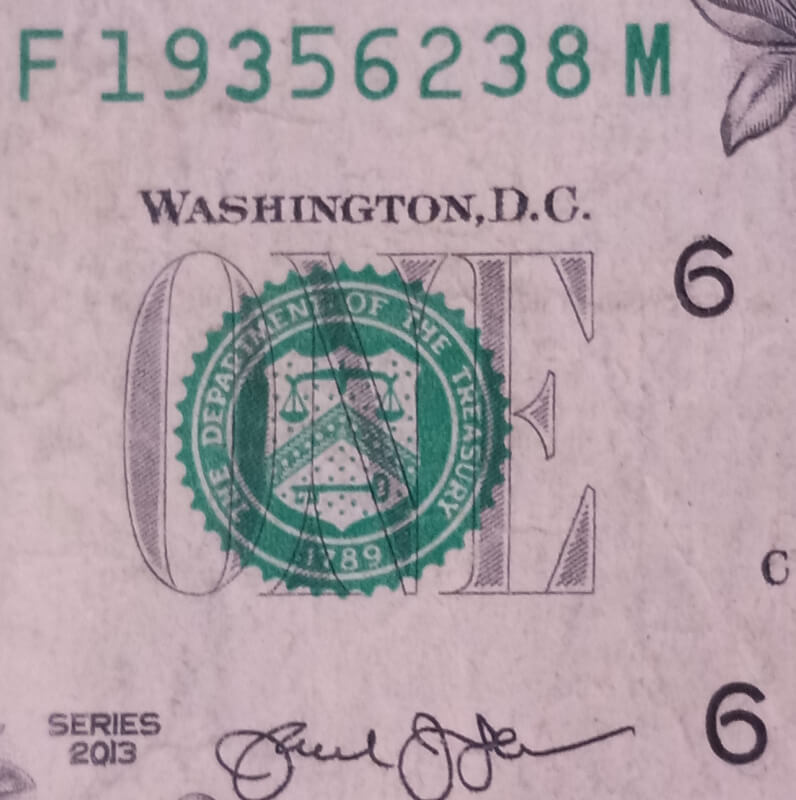 F 19356238 M
WASHINGTON, D.C.
6
ONE
THE DEPARTMENT OF THE TREASURY
1789
C
SERIES
2013
6